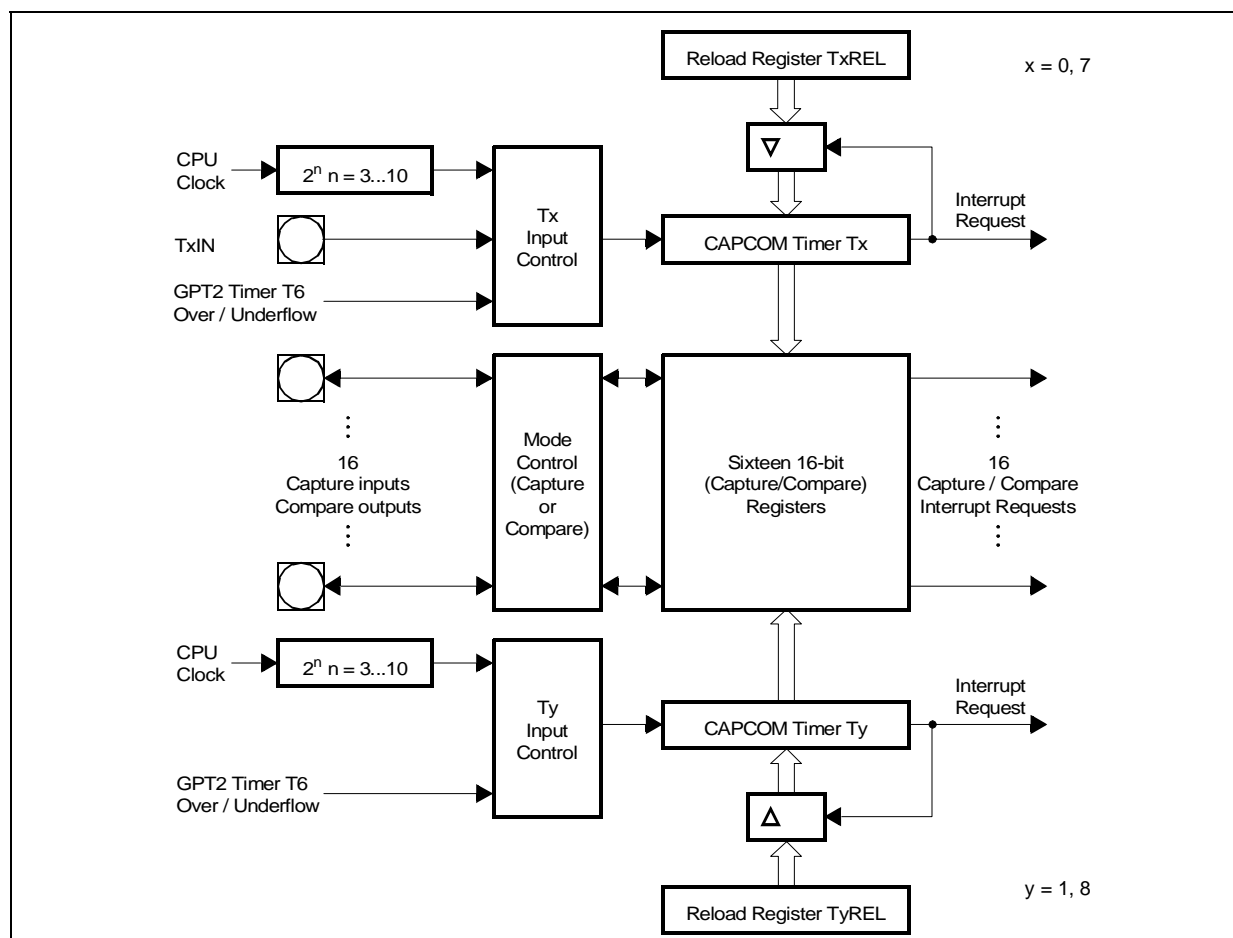 Reload Register TxREL
x = 0, 7
CPU
Clock
2ⁿ n = 3...10
TxIN
GPT2 Timer T6
Over / Underflow
Tx
Input
Control
CAPCOM Timer Tx
Interrupt
Request
16
Capture inputs
Compare outputs
Mode
Control
(Capture
or
Compare)
Sixteen 16-bit
(Capture/Compare)
Registers
16
Capture / Compare
Interrupt Requests
CPU
Clock
2ⁿ n = 3...10
GPT2 Timer T6
Over / Underflow
Ty
Input
Control
CAPCOM Timer Ty
Interrupt
Request
Reload Register TyREL
y = 1, 8